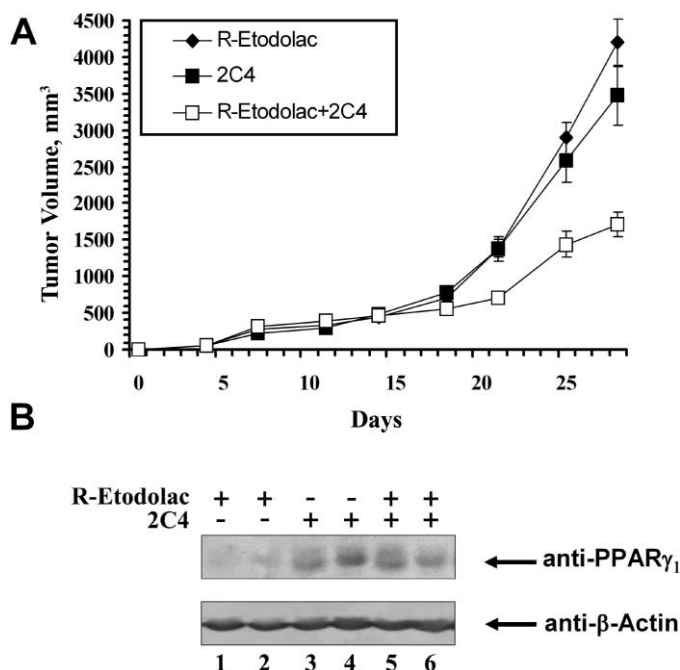 A
R-Etodolac
2C4
R-Etodolac+2C4
Tumor Volume, mm³
4500
4000
3500
3000
2500
2000
1500
1000
500
0
0 5 10 15 20 25
Days
B
R-Etodolac + + - - + +
2C4 - - + + + +
anti-PPARγ₁
anti-β-Actin
1 2 3 4 5 6